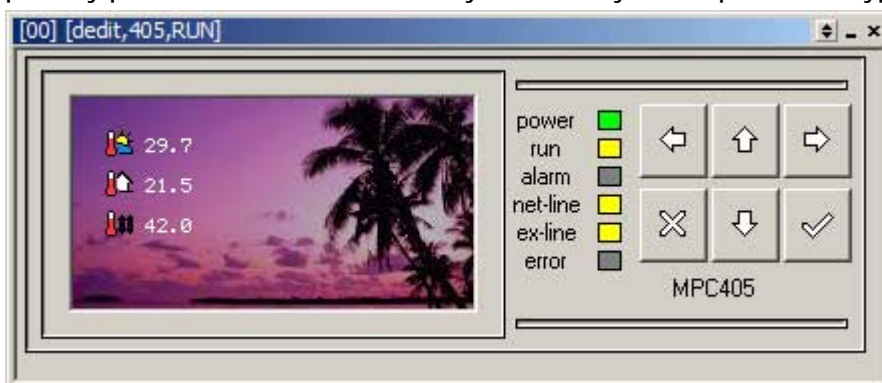 [00] [dedit,405,RUN]
29.7
21.5
42.0
power
run
alarm
net-line
ex-line
error
MPC405